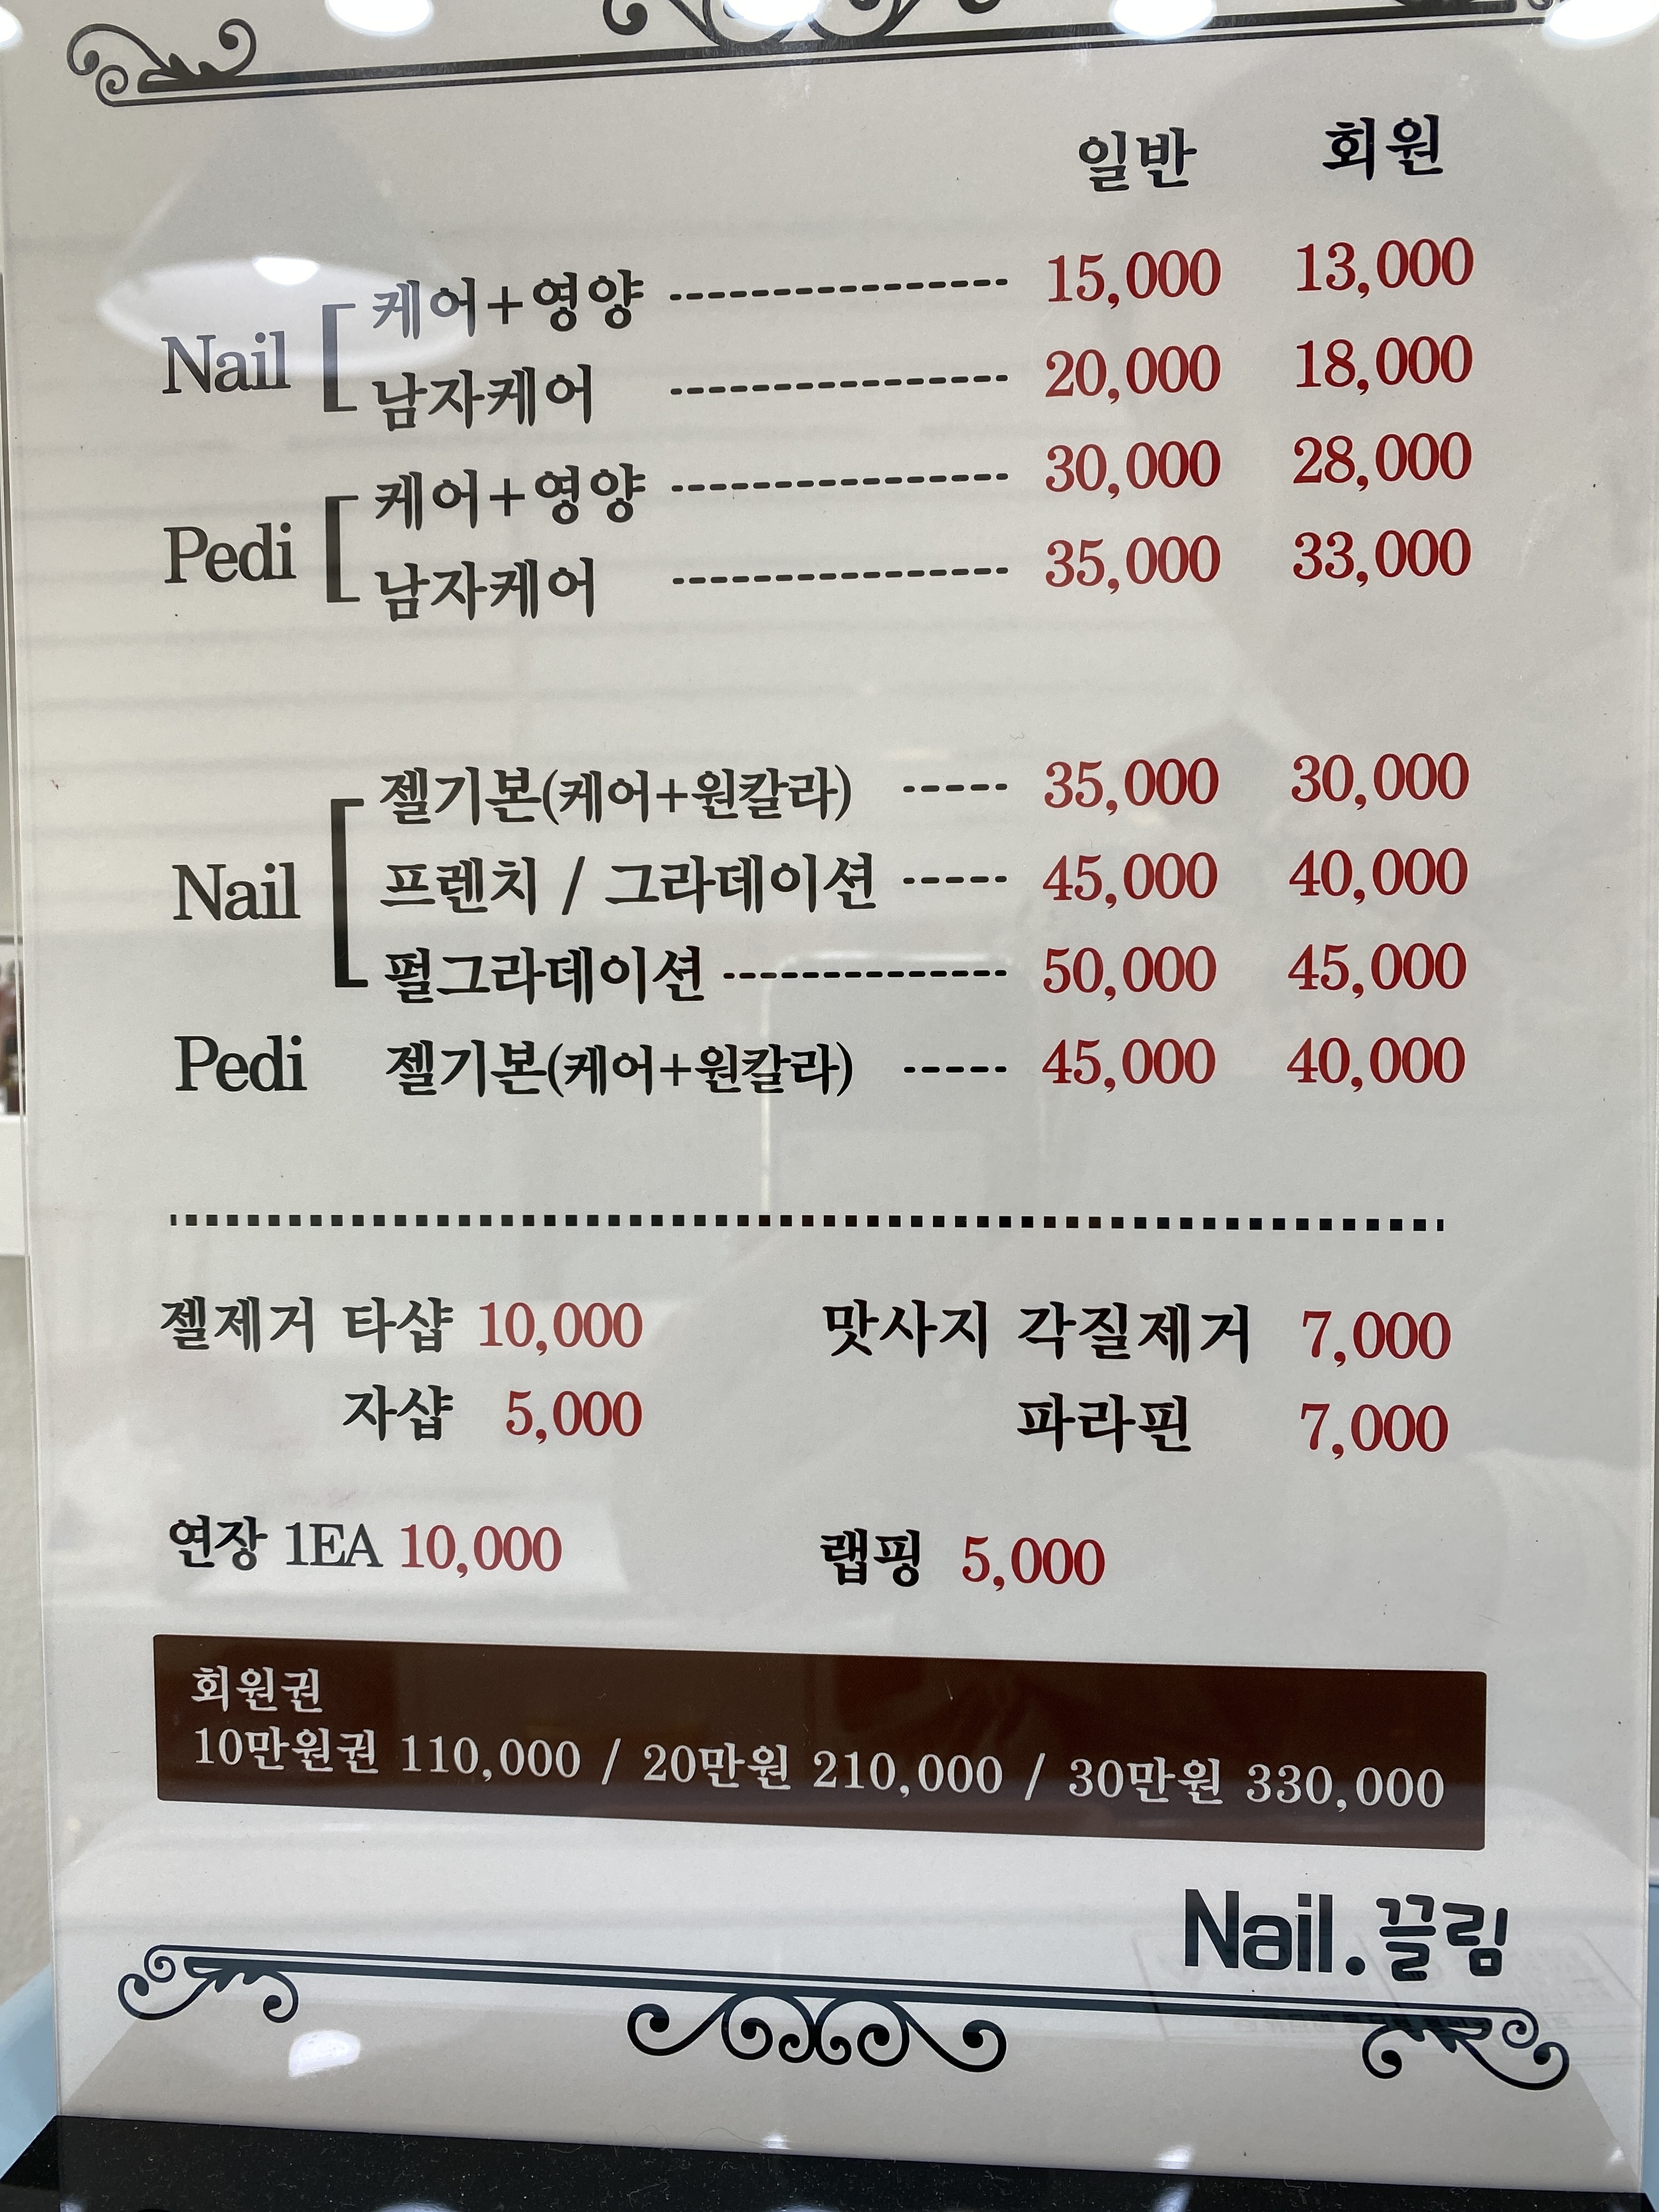 일반 회원
Nail 케어+영양 15,000 13,000
남자케어 20,000 18,000
Pedi 케어+영양 30,000 28,000
남자케어 35,000 33,000
젤기본(케어+원칼라) 35,000 30,000
Nail 프렌치 / 그라데이션 45,000 40,000
펄그라데이션 50,000 45,000
Pedi 젤기본(케어+원칼라) 45,000 40,000
젤제거 타샵 10,000 맛사지 각질제거 7,000
자샵 5,000 파라핀 7,000
연장 1EA 10,000 랩핑 5,000
회원권
10만원권 110,000 / 20만원 210,000 / 30만원 330,000
Nail.끌림